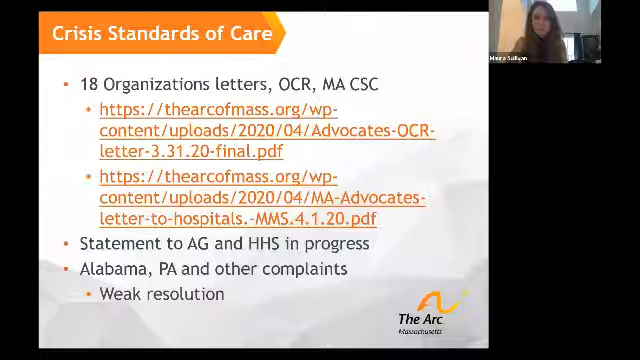 Crisis Standards of Care
18 Organizations letters, OCR, MA CSC
https://thearcofmass.org/wp-
content/uploads/2020/04/Advocates-OCR-
letter-3.31.20-final.pdf
https://thearcofmass.org/wp-
content/uploads/2020/04/MA-Advocates-
letter-to-hospitals.-MMS.4.1.20.pdf
Statement to AG and HHS in progress
Alabama, PA and other complaints
Weak resolution
The Arc
Massachusetts
Maura Sullivan